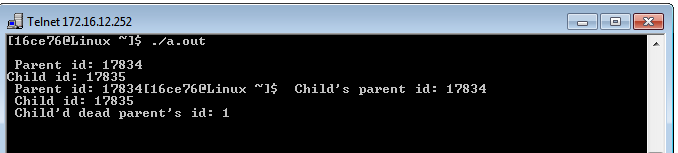 Telnet 172.16.12.252
[16ce76@Linux ~]$ ./a.out
Parent id: 17834
Child id: 17835
Parent id: 17834[16ce76@Linux ~]$  Child's parent id: 17834
Child id: 17835
Child'd dead parent's id: 1